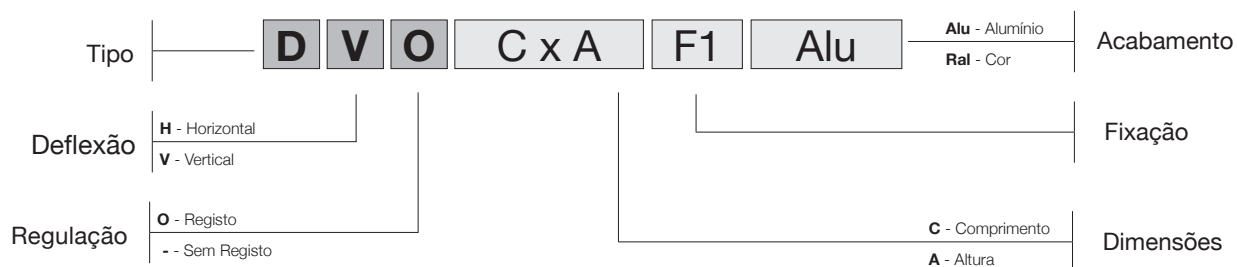 Tipo D V O C x A F1 Alu Alu - Alumínio Acabamento
Ral - Cor
Deflexão H - Horizontal
V - Vertical
Fixação
Regulação O - Registo
- - Sem Registo
C - Comprimento Dimensões
A - Altura